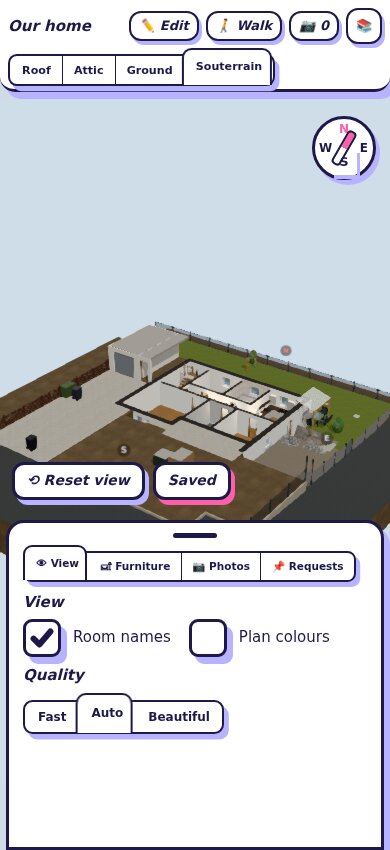 Our home
✏️ Edit
🚶 Walk
📷 0
📚
Roof
Attic
Ground
Souterrain
N
W
E
S
W
E
S
⟲ Reset view
Saved
👁 View
🛋 Furniture
📷 Photos
📌 Requests
View
Room names
Plan colours
Quality
Fast
Auto
Beautiful